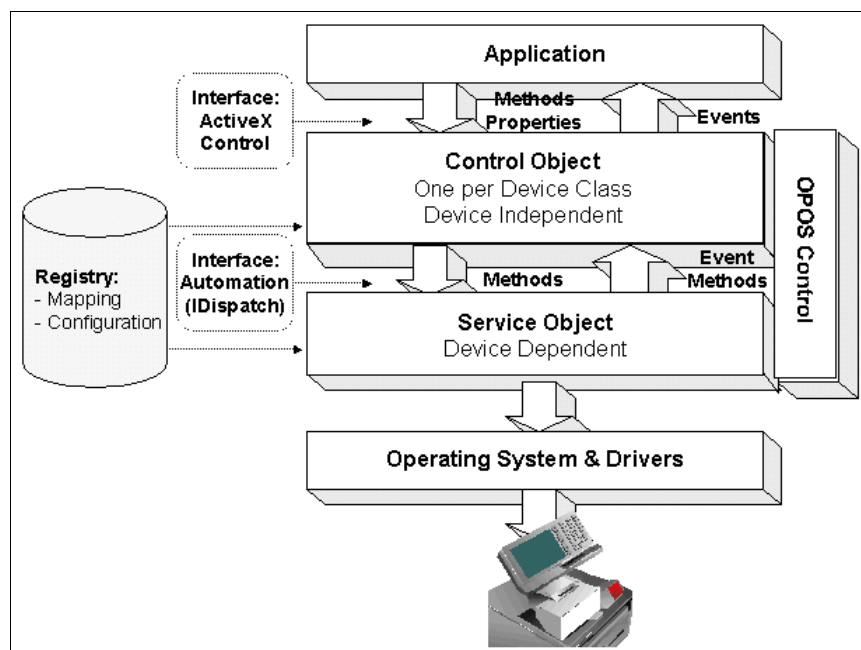 Application
Interface:
ActiveX
Control
Methods
Properties
Events
Control Object
One per Device Class
Device Independent
OPOS Control
Registry:
- Mapping
- Configuration
Interface:
Automation
(IDispatch)
Methods
Event
Methods
Service Object
Device Dependent
Operating System & Drivers